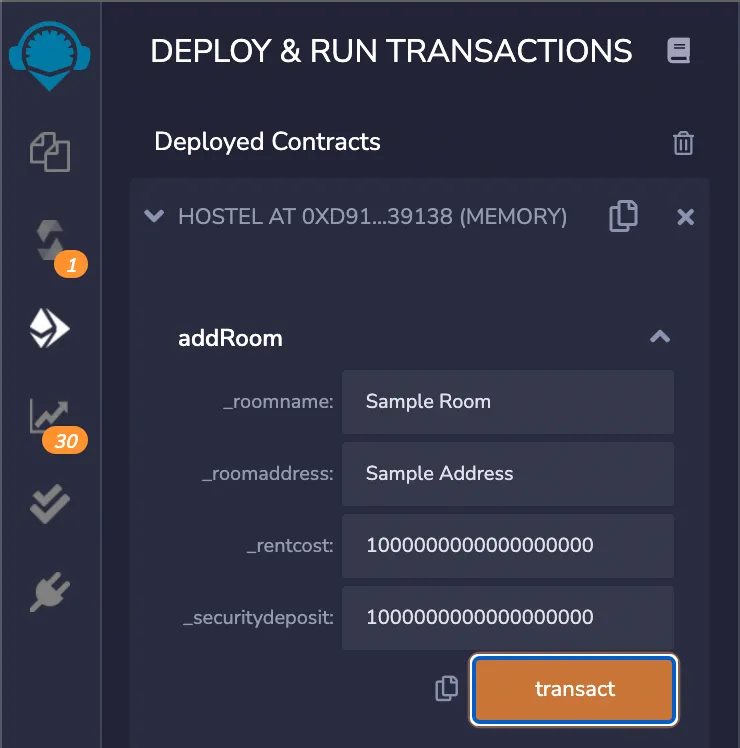 DEPLOY & RUN TRANSACTIONS
Deployed Contracts
HOSTEL AT 0XD91...39138 (MEMORY)
1
addRoom
_roomname: Sample Room
30
_roomaddress: Sample Address
_rentcost: 1000000000000000000
_securitydeposit: 1000000000000000000
transact